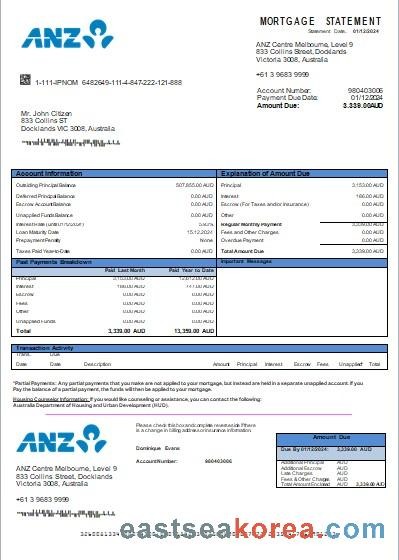 ANZ
MORTGAGE STATEMENT
Statement Date: 01/12/2024
ANZ Centre Melbourne, Level 9
833 Collins Street, Docklands
Victoria 3008, Australia
+61 3 9683 9999
1-111-IPNOM 6482649-111-4-847-222-121-888
Account Number: 980403006
Payment Due Date: 01/12/2024
Amount Due: 3,339.00AUD
Mr. John Citizen
833 Collins ST
Docklands VIC 3008, Australia
Account Information
Outstanding Principal Balance 507,855.00 AUD
Deferred Principal Balance 0.00 AUD
Escrow Account Balance 0.00 AUD
Unapplied Funds Balance 0.00 AUD
Interest Rate (until 01/12/2024)
Loan Maturity Date 15.12.2024
Prepayment Penalty None
Taxes Paid Year-to-Date 0.00 AUD
Explanation of Amount Due
Principal 3,153.00 AUD
Interest 186.00 AUD
Escrow (For Taxes and/or Insurance) 0.00 AUD
Other 0.00 AUD
Regular Monthly Payment 3,339.00 AUD
Fees and Other Charges 0.00 AUD
Overdue Payment 0.00 AUD
Total Amount Due 3,339.00 AUD
Past Payments Breakdown
Paid Last Month Paid Year to Date
Principal 3,153.00 AUD 12,612.00 AUD
Interest 186.00 AUD 747.00 AUD
Escrow 0.00 AUD 0.00 AUD
Fees 0.00 AUD 0.00 AUD
Other 0.00 AUD 0.00 AUD
Unapplied Funds 0.00 AUD 0.00 AUD
Total 3,339.00 AUD 13,359.00 AUD
Important Messages
Transaction Activity
Trans. Due
Date Date Description Amount Principal Interest Escrow Fees Unapplied* Total
*Partial Payments: Any partial payments that you make are not applied to your mortgage, but instead are held in a separate unapplied account. If you
Pay the balance of a partial payment, the funds will then be applied to your mortgage.
Housing Counselor Information: If you would like counseling or assistance, you can contact the following:
Australia Department of Housing and Urban Development (HUD).
ANZ
Please check this box and complete reverse side if there
is a change in billing address or insurance information.
Dominique Evans
Account Number: 980403006
ANZ Centre Melbourne, Level 9
833 Collins Street, Docklands
Victoria 3008, Australia
+61 3 9683 9999
Amount Due
Due By 01/12/2024: 3,339.00 AUD
Additional Principal AUD
Additional Escrow AUD
Late Charges AUD
Fees & Other Charges AUD
Total Amount Enclosed AUD 3,339.00 AUD
eastseakorea.com